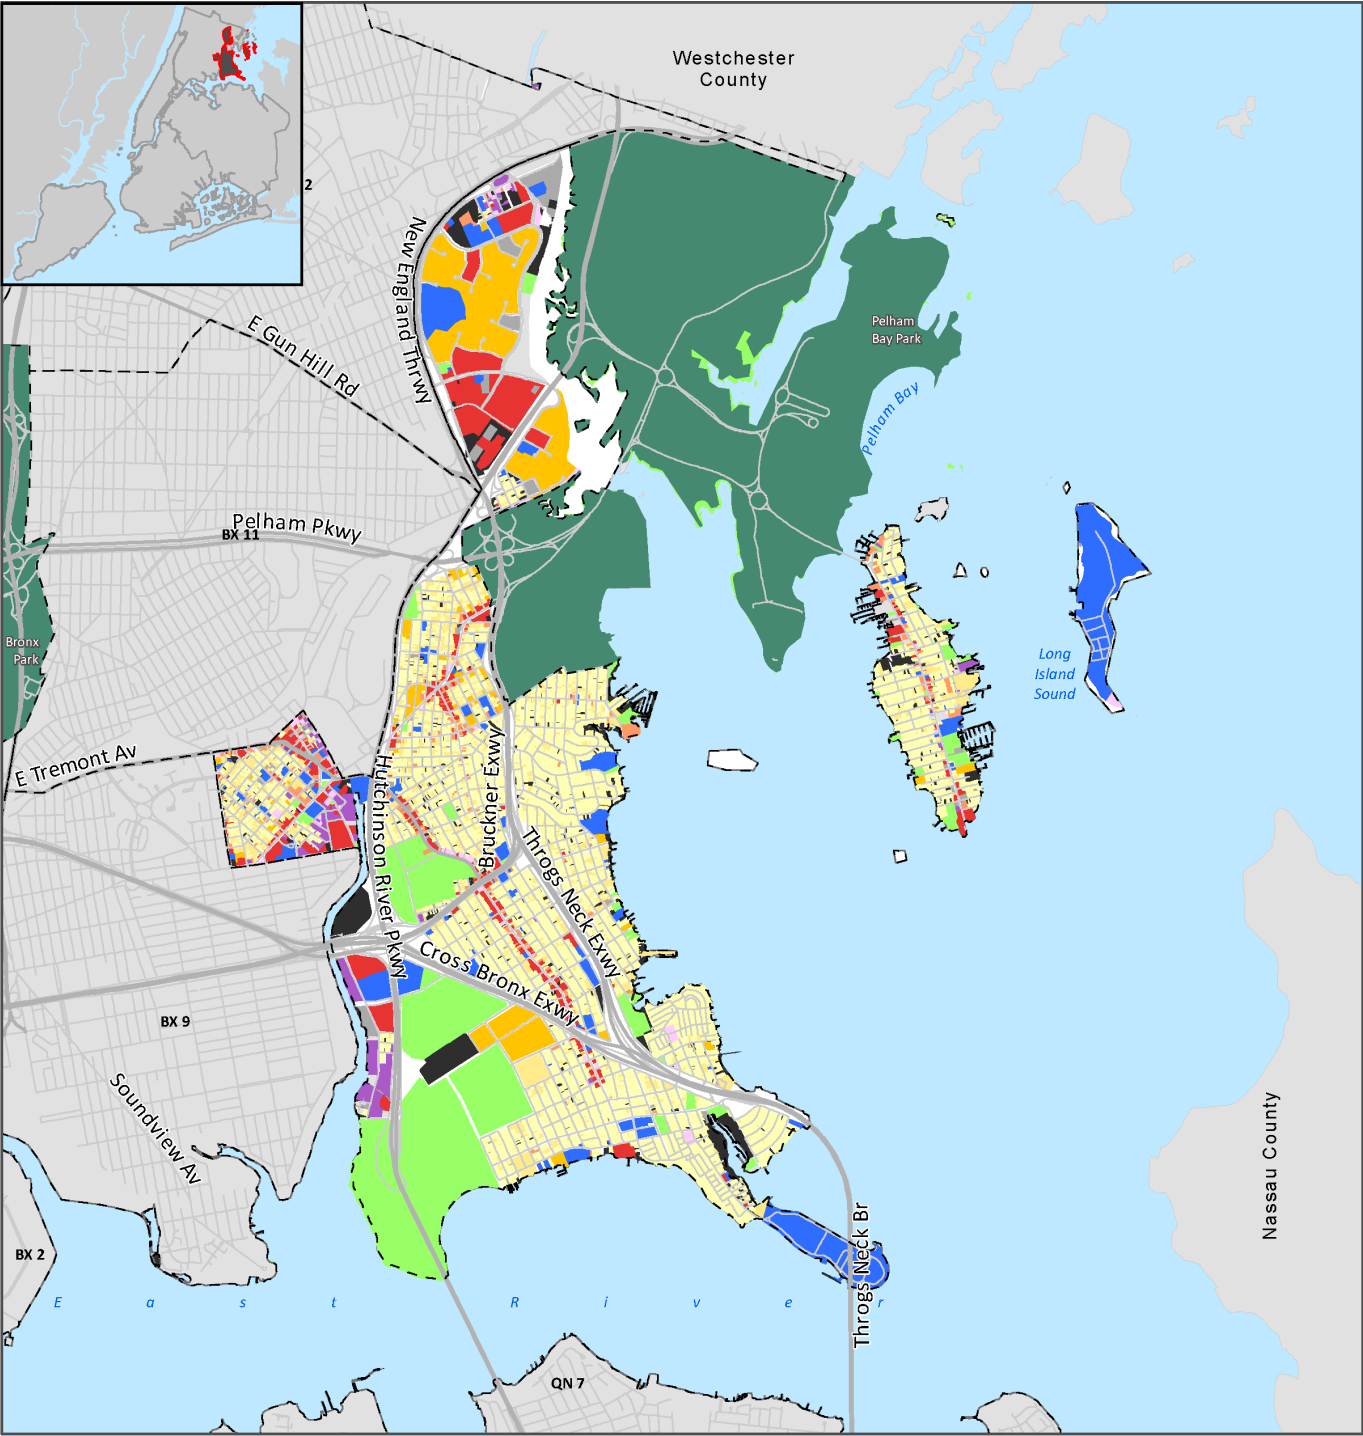 Westchester
County
2
New England Thrwy
E Gun Hill Rd
Pelham
Bay Park
Pelham Bay
Pelham Pkwy
BX 11
Bronx
Park
Long
Island
Sound
E Tremont Av
Hutchinson River Pkwy
Bruckner Exwy
Throgs Neck Exwy
Cross Bronx Exwy
BX 9
Soundview Av
Nassau County
BX 2
Throgs Neck Br
East River
QN 7